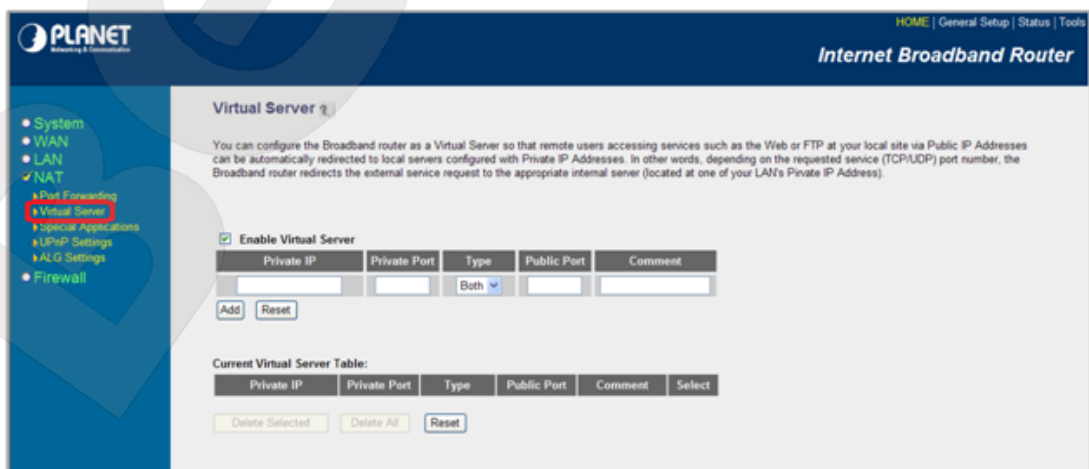 PLANET
Networking & Communication
HOME | General Setup | Status | Tools
Internet Broadband Router
System
WAN
LAN
NAT
Port Forwarding
Virtual Server
Special Applications
UPnP Settings
ALG Settings
Firewall
Virtual Server
You can configure the Broadband router as a Virtual Server so that remote users accessing services such as the Web or FTP at your local site via Public IP Addresses
can be automatically redirected to local servers configured with Private IP Addresses. In other words, depending on the requested service (TCP/UDP) port number, the
Broadband router redirects the external service request to the appropriate internal server (located at one of your LAN's Pivate IP Address).
Enable Virtual Server
Private IP Private Port Type Public Port Comment
Both
Add Reset
Current Virtual Server Table:
Private IP Private Port Type Public Port Comment Select
Delete Selected Delete All Reset